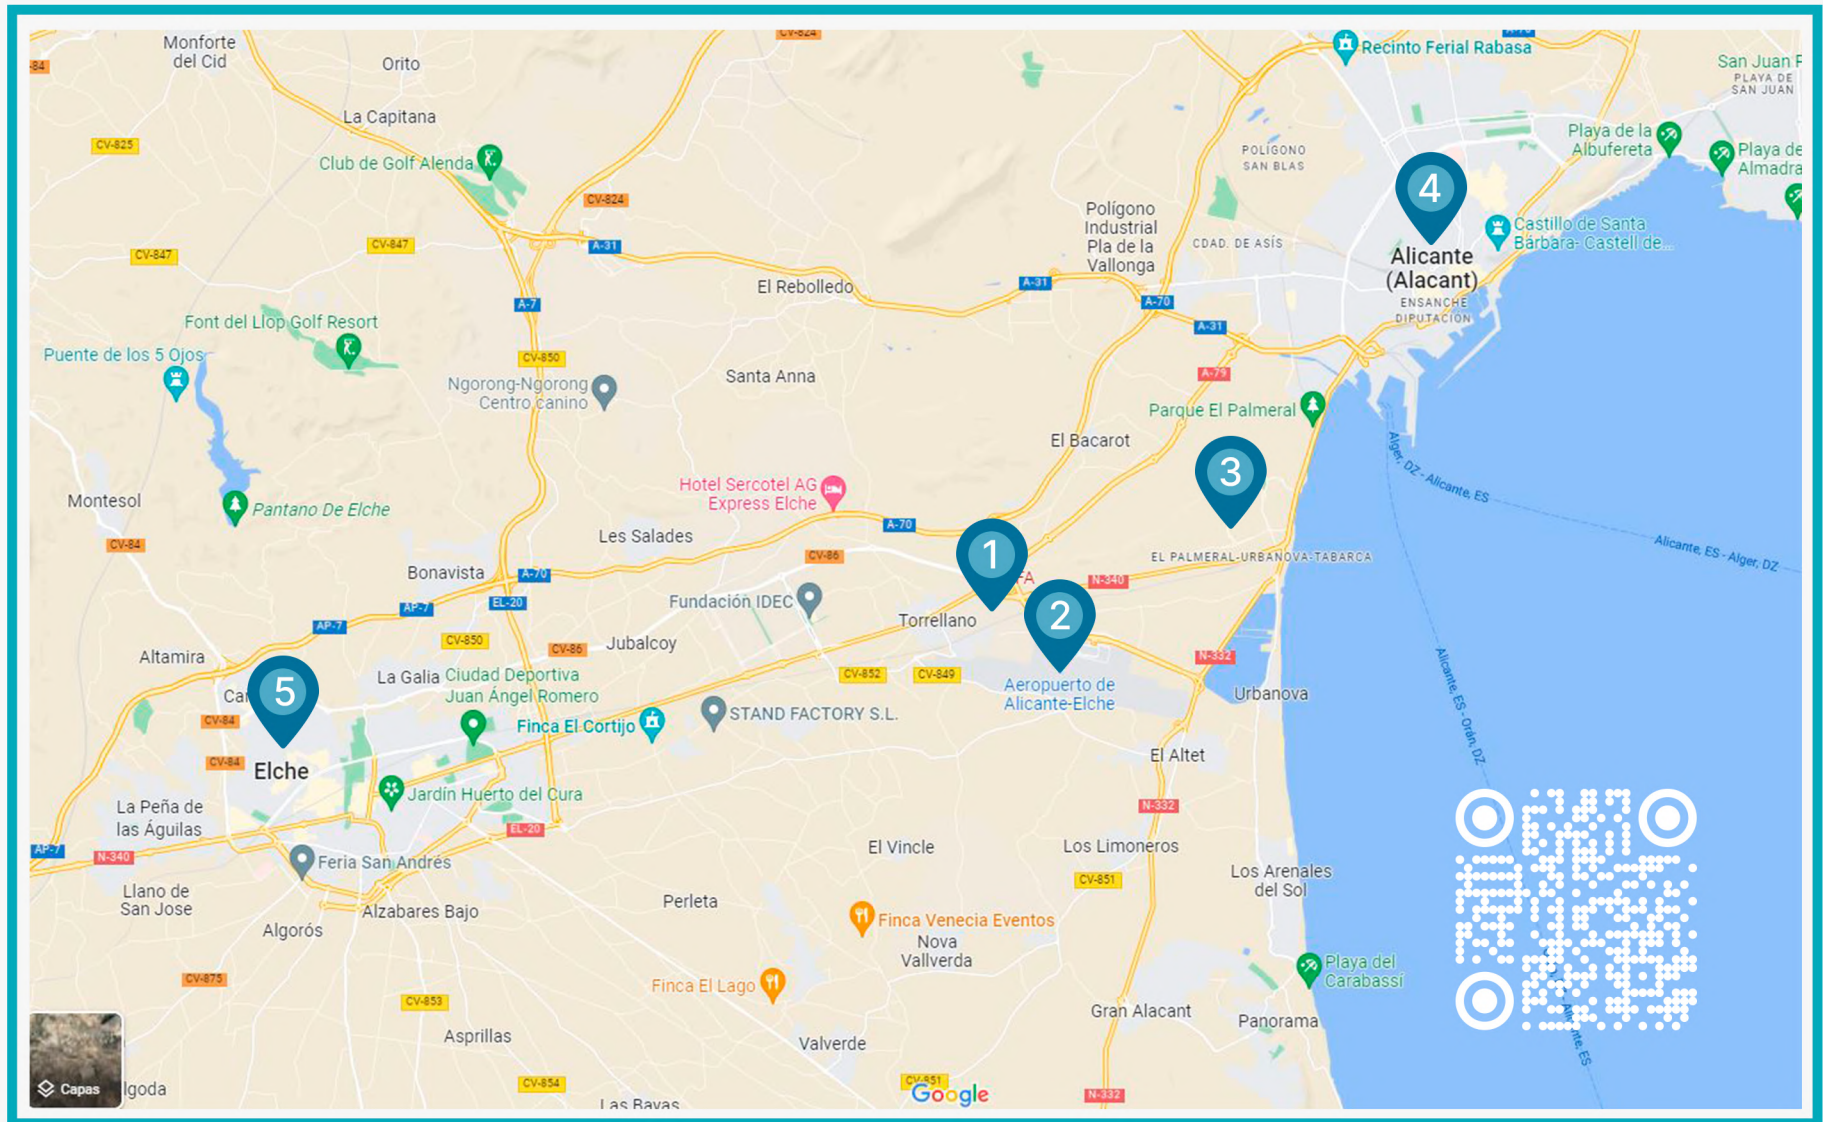 CV-824
A-70
Monforte
del Cid
Recinto Ferial Rabasa
-84
Orito
San Juan P
PLAYA DE
SAN JUAN
La Capitana
CV-825
Club de Golf Alenda
Playa de la
Albufereta
Playa de
Almadra
POLÍGONO
SAN BLAS
4
CV-824
Polígono
Industrial
Pla de la
Vallonga
CDAD. DE ASÍS
Castillo de Santa
Bárbara- Castell de...
CV-847
CV-847
A-31
Alicante
(Alacant)
El Rebolledo
A-31
A-7
A-70
ENSANCHE
DIPUTACIÓN
Font del Llop Golf Resort
A-31
Puente de los 5 Ojos
CV-850
Santa Anna
A-79
Ngorong-Ngorong
Centro canino
Parque El Palmeral
El Bacarot
3
Alger, DZ - Alicante, ES
Montesol
Hotel Sercotel AG
Express Elche
Pantano De Elche
A-70
Les Salades
CV-84
CV-86
1
EL PALMERAL-URBANOVA-TABARCA
Alicante, ES - Alger, DZ
Bonavista
A-70
FA
N-340
AP-7
EL-20
Fundación IDEC
2
AP-7
Torrellano
CV-850
CV-86
Jubalcoy
Altamira
N-332
Alicante, ES - Orán, DZ
La Galia
Ciudad Deportiva
Juan Ángel Romero
CV-852
CV-849
Aeropuerto de
Alicante-Elche
Urbanova
Car
5
CV-84
Finca El Cortijo
STAND FACTORY S.L.
El Altet
CV-84
Elche
Jardín Huerto del Cura
La Peña de
las Águilas
N-332
EL-20
AP-7
N-340
El Vincle
Los Limoneros
Feria San Andrés
CV-851
Los Arenales
del Sol
Llano de
San Jose
Perleta
Alzabares Bajo
Finca Venecia Eventos
Algorós
Nova
Vallverda
Playa del
Carabassí
CV-875
Finca El Lago
CV-853
Gran Alacant
Panorama
Asprillas
Valverde
Capas
lgoda
CV-854
CV-851
Google
N-332
Las Bayas